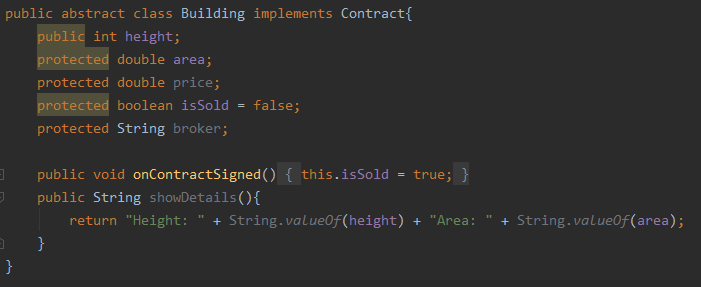 public abstract class Building implements Contract{
public int height;
protected double area;
protected double price;
protected boolean isSold = false;
protected String broker;
public void onContractSigned() { this.isSold = true; }
public String showDetails(){
return "Height: " + String.valueOf(height) + "Area: " + String.valueOf(area);
}
}